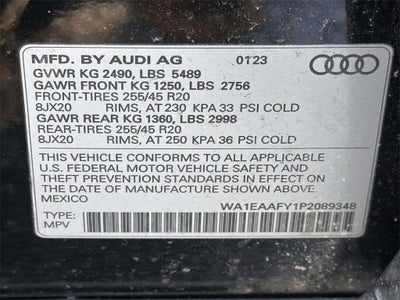 MFD. BY AUDI AG 0123
GVWR KG 2490, LBS 5489
GAWR FRONT KG 1250, LBS 2756
FRONT-TIRES 255/45 R20
8JX20 RIMS, AT 230 KPA 33 PSI COLD
GAWR REAR KG 1360, LBS 2998
REAR-TIRES 255/45 R20
8JX20 RIMS, AT 250 KPA 36 PSI COLD
THIS VEHICLE CONFORMS TO ALL APPLICABLE
U.S. FEDERAL MOTOR VEHICLE SAFETY AND
THEFT PREVENTION STANDARDS IN EFFECT ON
THE DATE OF MANUFACTURE SHOWN ABOVE.
MEXICO
WA1EAAFY1P2089348
TYPE:
MPV